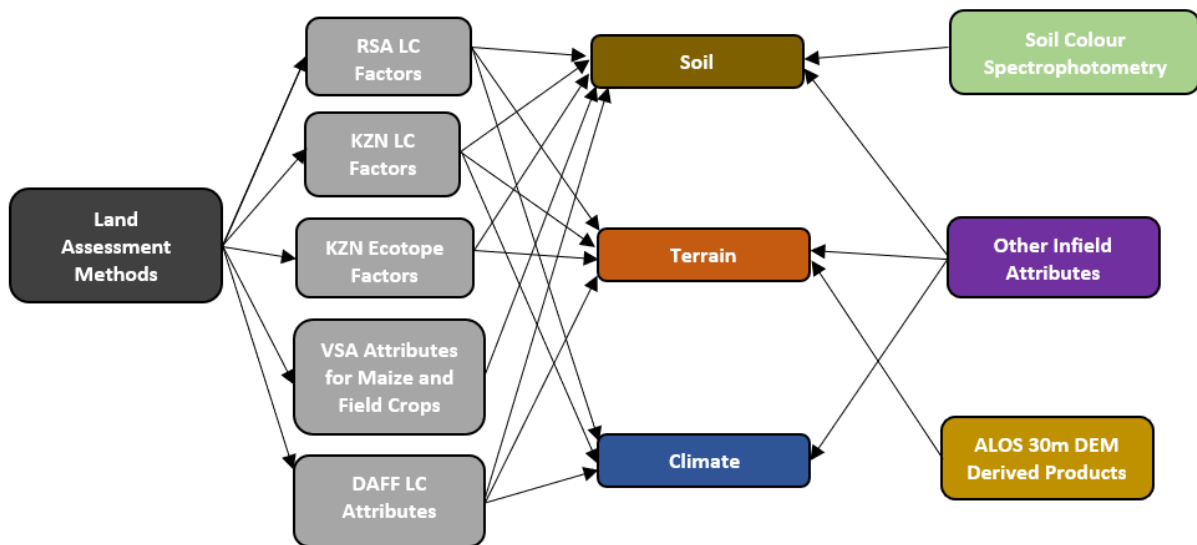 Land
Assessment
Methods
RSA LC
Factors
KZN LC
Factors
KZN Ecotope
Factors
VSA Attributes
for Maize and
Field Crops
DAFF LC
Attributes
Soil
Terrain
Climate
Soil Colour
Spectrophotometry
Other Infield
Attributes
ALOS 30m DEM
Derived Products